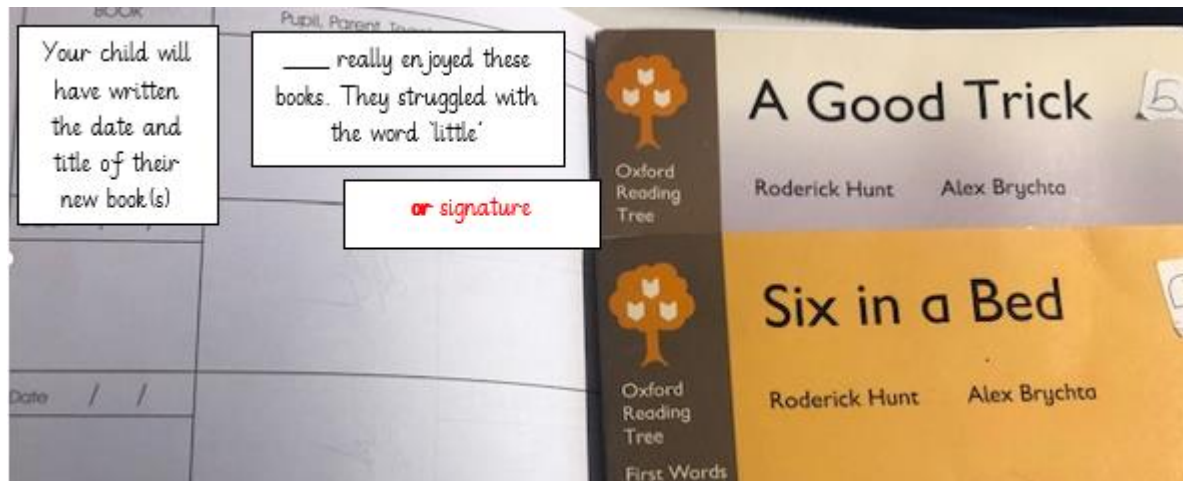 BOOK
Pupil, Parent,
Your child will
have written
the date and
title of their
new book(s)
____ really enjoyed these
books. They struggled with
the word 'little'
or signature
Date / /
A Good Trick
Oxford
Reading
Tree
Roderick Hunt Alex Brychta
Six in a Bed
Oxford
Reading
Tree
First Words
Roderick Hunt Alex Brychta